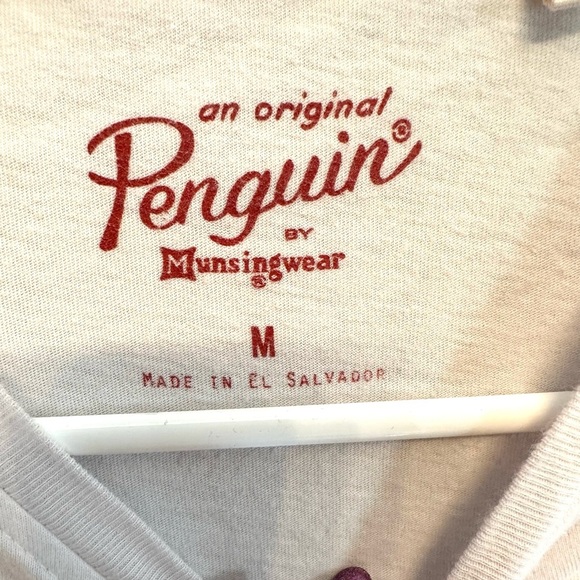 an original
Penguin®
BY
Munsingwear
®
M
MADE IN EL SALVADOR